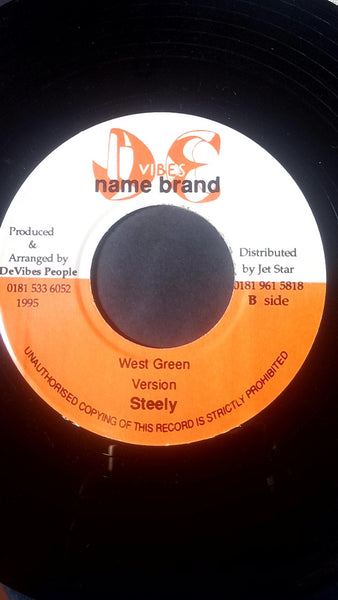 DE
VIBES
name brand
Produced
&
Arranged by
DeVibes People
0181 533 6052
1995
Distributed
by Jet Star
0181 961 5818
B side
West Green
Version
Steely
UNAUTHORISED COPYING OF THIS RECORD IS STRICTLY PROHIBITED